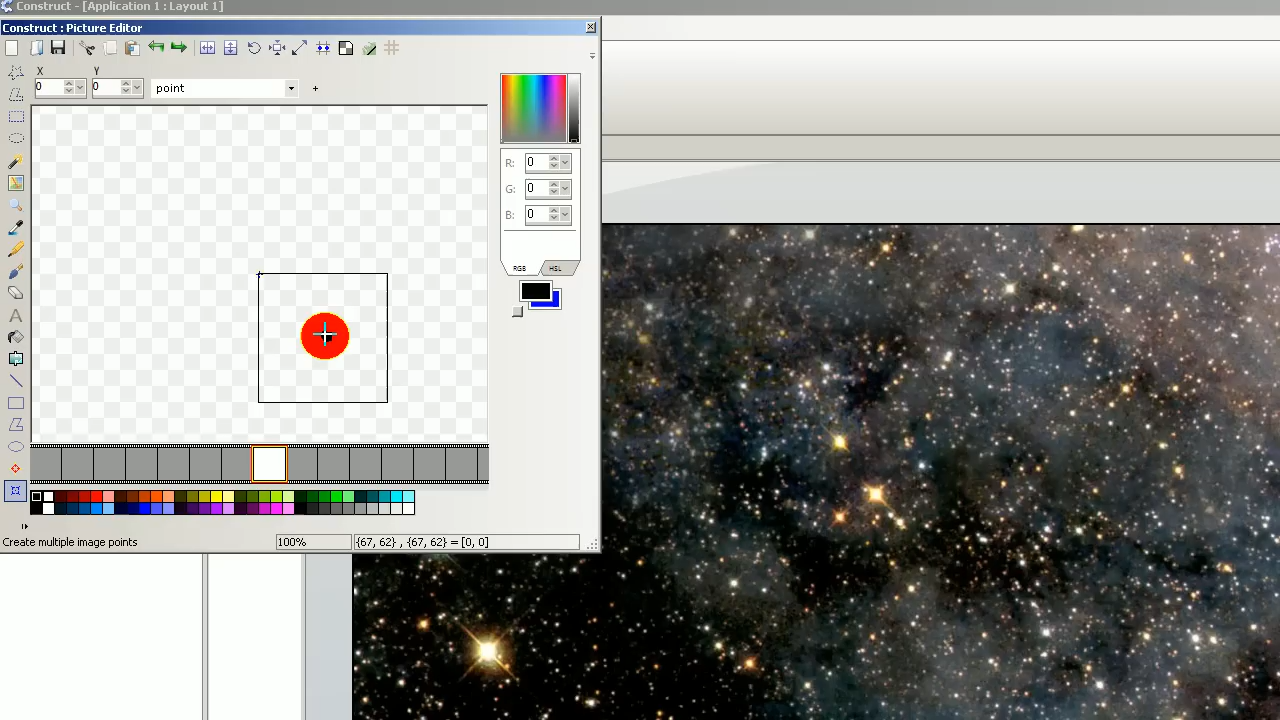 Construct - [Application 1 : Layout 1]
Construct : Picture Editor
X Y
0 0 point +
R: 0
G: 0
B: 0
RGB HSL
A
Create multiple image points 100% {67, 62} , {67, 62} = [0, 0]